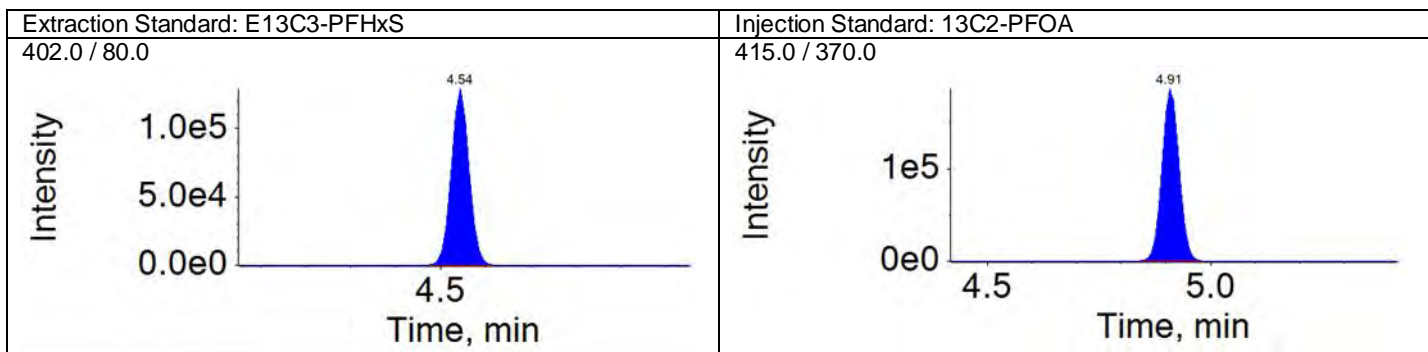 Extraction Standard: E13C3-PFHxS
402.0 / 80.0
4.54
Intensity
1.0e5
5.0e4
0.0e0
4.5
Time, min
Injection Standard: 13C2-PFOA
415.0 / 370.0
4.91
Intensity
1e5
0e0
4.5 5.0
Time, min